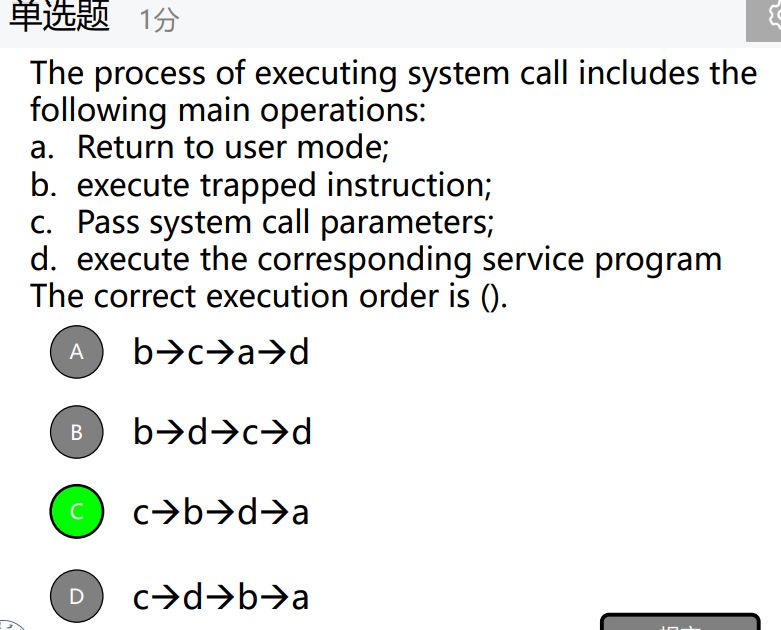 单选题 1分
The process of executing system call includes the
following main operations:
a. Return to user mode;
b. execute trapped instruction;
c. Pass system call parameters;
d. execute the corresponding service program
The correct execution order is ().
A b→c→a→d
B b→d→c→d
C c→b→d→a
D c→d→b→a